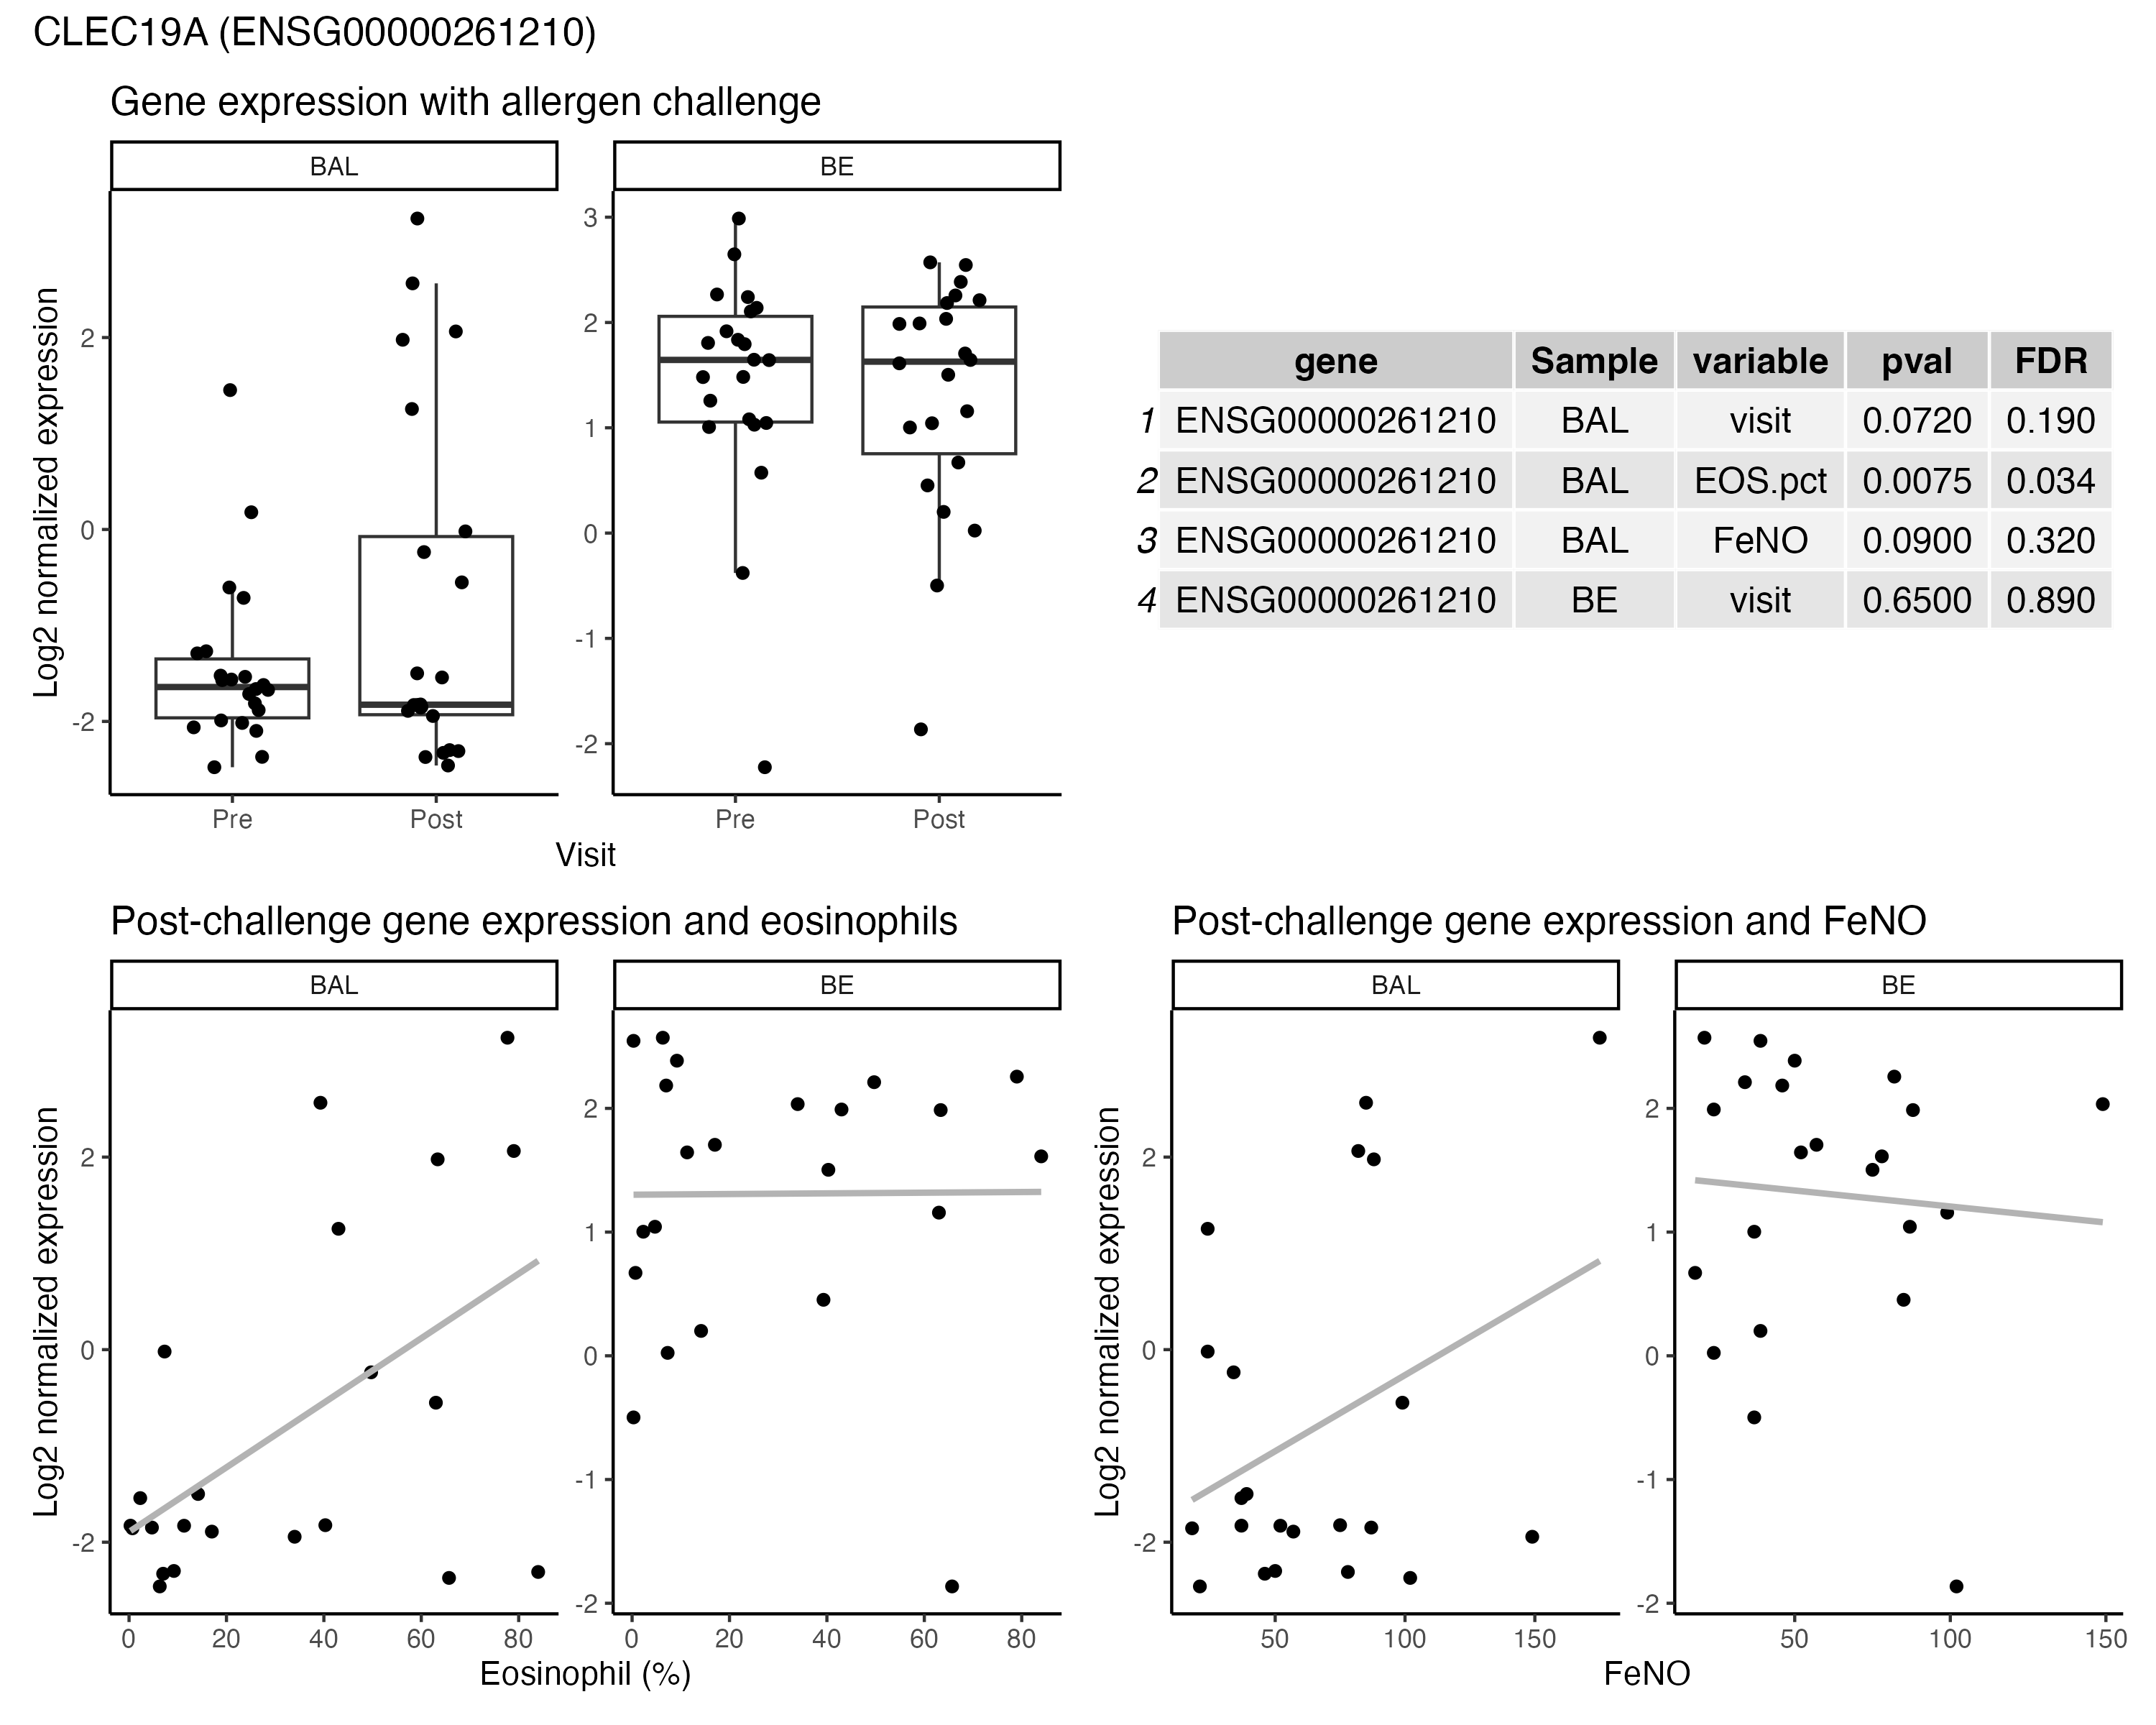 CLEC19A (ENSG00000261210)
Gene expression with allergen challenge
BAL BE
Log2 normalized expression
2
0
-2
3
2
1
0
-1
-2
Pre Post Pre Post
Visit
gene Sample variable pval FDR
1 ENSG00000261210 BAL visit 0.0720 0.190
2 ENSG00000261210 BAL EOS.pct 0.0075 0.034
3 ENSG00000261210 BAL FeNO 0.0900 0.320
4 ENSG00000261210 BE visit 0.6500 0.890
Post-challenge gene expression and eosinophils
BAL BE
Log2 normalized expression
2
0
-2
2
1
0
-1
-2
0 20 40 60 80 0 20 40 60 80
Eosinophil (%)
Post-challenge gene expression and FeNO
BAL BE
Log2 normalized expression
2
0
-2
2
1
0
-1
-2
50 100 150 50 100 150
FeNO